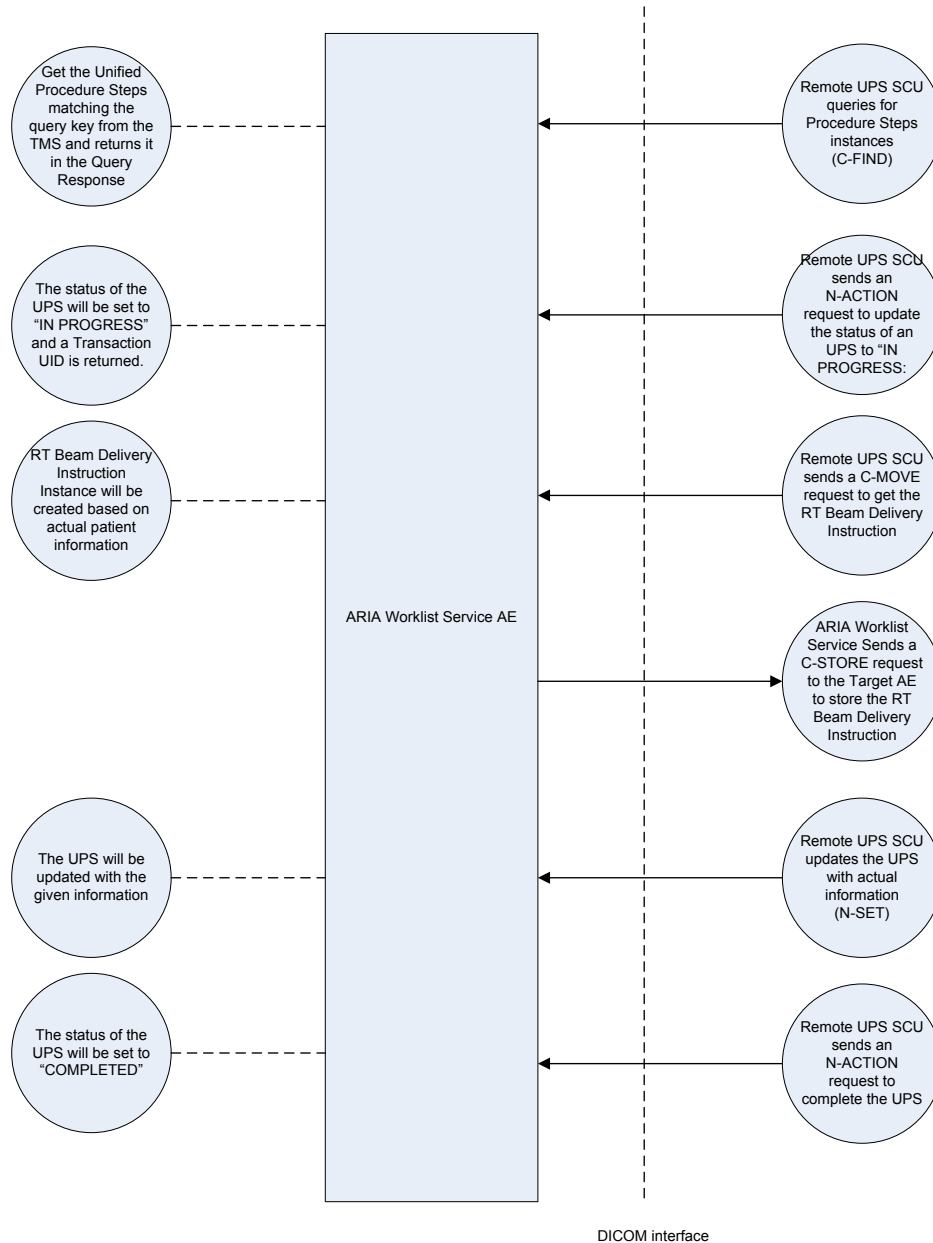 Get the Unified
Procedure Steps
matching the
query key from the
TMS and returns it
in the Query
Response
Remote UPS SCU
queries for
Procedure Steps
instances
(C-FIND)
The status of the
UPS will be set to
“IN PROGRESS”
and a Transaction
UID is returned.
Remote UPS SCU
sends an
N-ACTION
request to update
the status of an
UPS to “IN
PROGRESS:
RT Beam Delivery
Instruction
Instance will be
created based on
actual patient
information
Remote UPS SCU
sends a C-MOVE
request to get the
RT Beam Delivery
Instruction
ARIA Worklist Service AE
ARIA Worklist
Service Sends a
C-STORE request
to the Target AE
to store the RT
Beam Delivery
Instruction
The UPS will be
updated with the
given information
Remote UPS SCU
updates the UPS
with actual
information
(N-SET)
The status of the
UPS will be set to
“COMPLETED”
Remote UPS SCU
sends an
N-ACTION
request to
complete the UPS
DICOM interface